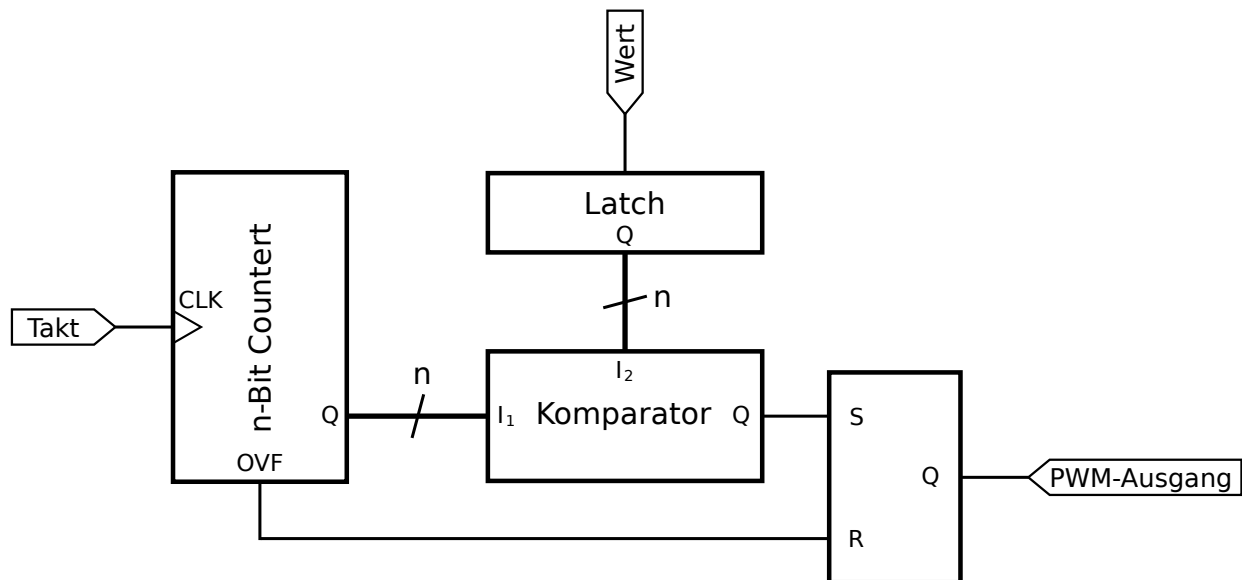 Wert
Latch
Q
n
CLK
Takt
n-Bit Countert
Q
OVF
n
I₁
I₂
Komparator
Q
S
R
Q
PWM-Ausgang